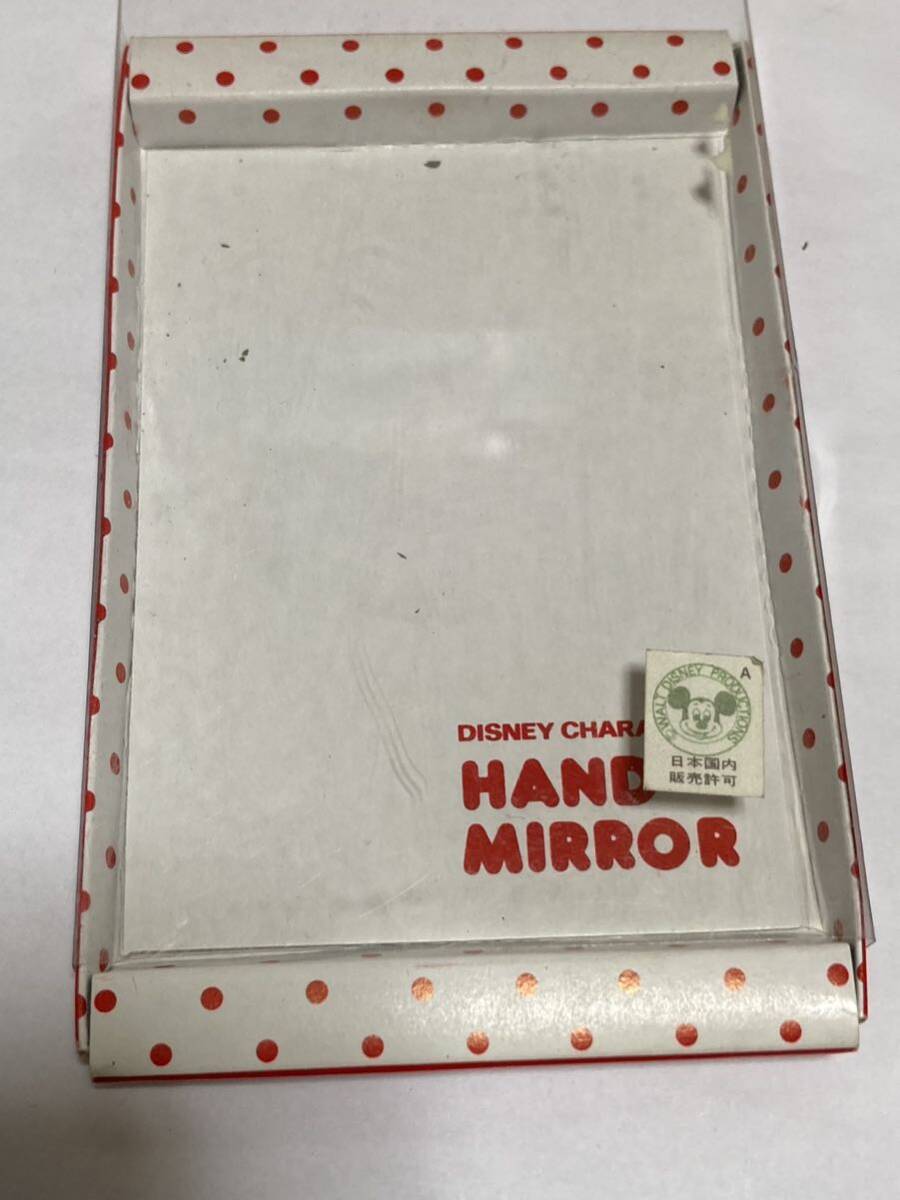 DISNEY CHARA
HAND
MIRROR
A
©WALT DISNEY PRODUCTIONS
日本国内
販売許可